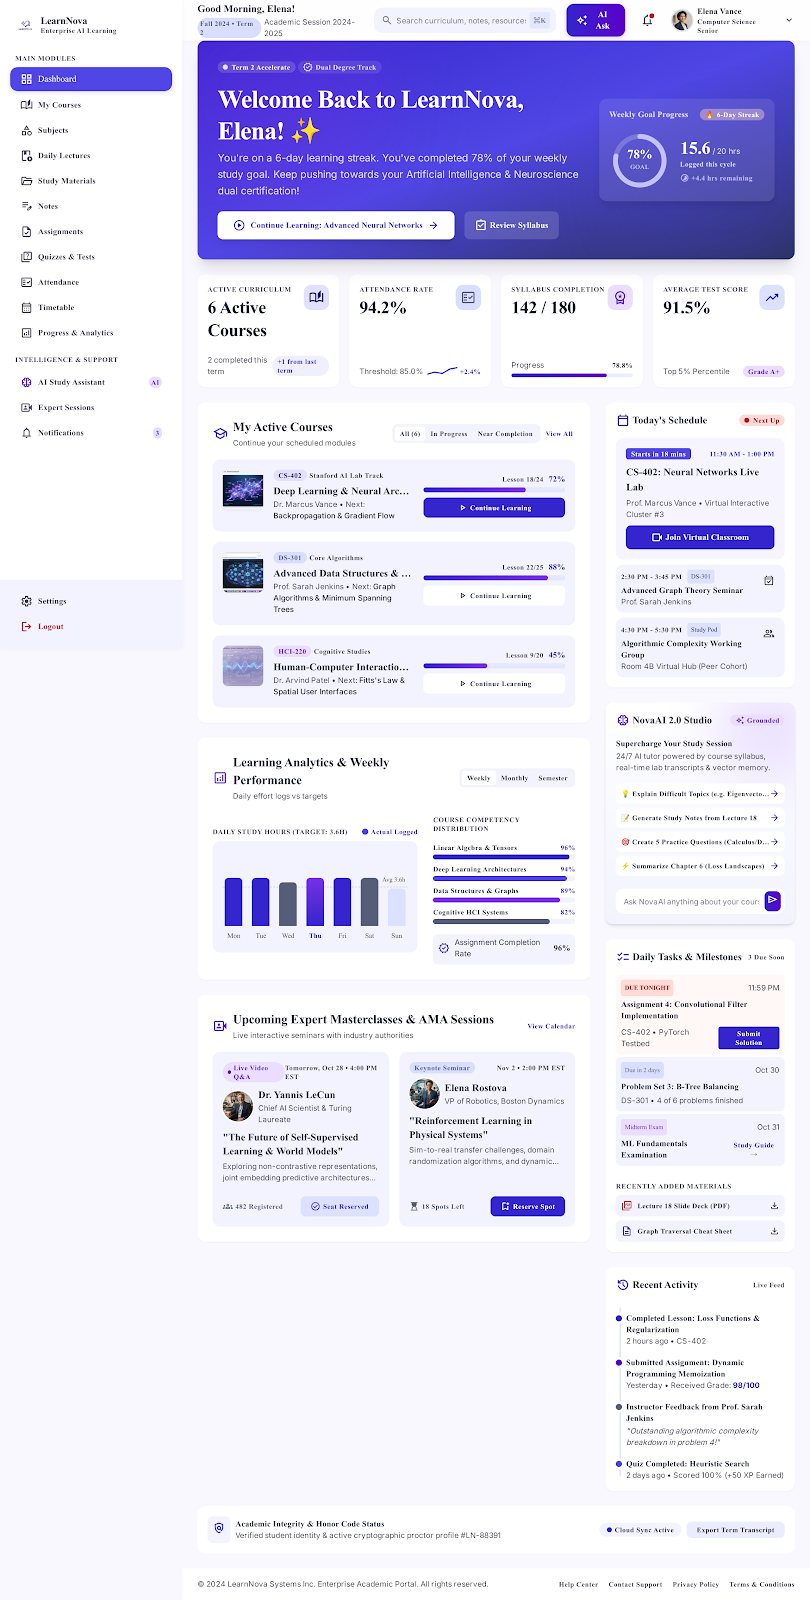 LearnNova
Enterprise AI Learning
MAIN MODULES
Dashboard
My Courses
Subjects
Daily Lectures
Study Materials
Notes
Assignments
Quizzes & Tests
Attendance
Timetable
Progress & Analytics
INTELLIGENCE & SUPPORT
AI Study Assistant
AI
Expert Sessions
Notifications
3
Settings
Logout
Good Morning, Elena!
Fall 2024 • Term 2
Academic Session 2024-2025
Search curriculum, notes, resource:
⌘K
AI Ask
Elena Vance
Computer Science Senior
Term 2 Accelerate
Dual Degree Track
Welcome Back to LearnNova,
Elena! ✨
You're on a 6-day learning streak. You've completed 78% of your weekly
study goal. Keep pushing towards your Artificial Intelligence & Neuroscience
dual certification!
Continue Learning: Advanced Neural Networks →
Review Syllabus
Weekly Goal Progress
🔥 6-Day Streak
78%
GOAL
15.6 / 20 hrs
Logged this cycle
+4.4 hrs remaining
ACTIVE CURRICULUM
6 Active
Courses
2 completed this term
+1 from last term
ATTENDANCE RATE
94.2%
Threshold: 85.0%
+2.4%
SYLLABUS COMPLETION
142 / 180
Progress
78.8%
AVERAGE TEST SCORE
91.5%
Top 5% Percentile
Grade A+
My Active Courses
Continue your scheduled modules
All (6)
In Progress
Near Completion
View All
CS-402 Stanford AI Lab Track
Deep Learning & Neural Arc...
Dr. Marcus Vance • Next:
Backpropagation & Gradient Flow
Lesson 18/24 72%
Continue Learning
DS-301 Core Algorithms
Advanced Data Structures & ...
Prof. Sarah Jenkins • Next: Graph
Algorithms & Minimum Spanning
Trees
Lesson 22/25 88%
Continue Learning
HCI-220 Cognitive Studies
Human-Computer Interactio...
Dr. Arvind Patel • Next: Fitts's Law &
Spatial User Interfaces
Lesson 9/20 45%
Continue Learning
Learning Analytics & Weekly
Performance
Daily effort logs vs targets
Weekly
Monthly
Semester
DAILY STUDY HOURS (TARGET: 3.6H)
Actual Logged
Avg 3.6h
Mon Tue Wed Thu Fri Sat Sun
COURSE COMPETENCY
DISTRIBUTION
Linear Algebra & Tensors 96%
Deep Learning Architectures 94%
Data Structures & Graphs 89%
Cognitive HCI Systems 82%
Assignment Completion
Rate
96%
Upcoming Expert Masterclasses & AMA Sessions
Live interactive seminars with industry authorities
View Calendar
Live Video Q&A
Tomorrow, Oct 28 • 4:00 PM EST
Dr. Yannis LeCun
Chief AI Scientist & Turing
Laureate
"The Future of Self-Supervised
Learning & World Models"
Exploring non-contrastive representations,
joint embedding predictive architectures...
482 Registered
Seat Reserved
Keynote Seminar
Nov 2 • 2:00 PM EST
Elena Rostova
VP of Robotics, Boston Dynamics
"Reinforcement Learning in
Physical Systems"
Sim-to-real transfer challenges, domain
randomization algorithms, and dynamic...
18 Spots Left
Reserve Spot
Today's Schedule
Next Up
Starts in 18 mins
11:30 AM - 1:00 PM
CS-402: Neural Networks Live
Lab
Prof. Marcus Vance • Virtual Interactive
Cluster #3
Join Virtual Classroom
2:30 PM - 3:45 PM DS-301
Advanced Graph Theory Seminar
Prof. Sarah Jenkins
4:30 PM - 5:30 PM Study Pod
Algorithmic Complexity Working
Group
Room 4B Virtual Hub (Peer Cohort)
NovaAI 2.0 Studio
Grounded
Supercharge Your Study Session
24/7 AI tutor powered by course syllabus,
real-time lab transcripts & vector memory.
💡 Explain Difficult Topics (e.g. Eigenvecto... →
📝 Generate Study Notes from Lecture 18 →
🎯 Create 5 Practice Questions (Calculus/D... →
⚡ Summarize Chapter 6 (Loss Landscapes) →
Ask NovaAI anything about your cours
Daily Tasks & Milestones
3 Due Soon
DUE TONIGHT
11:59 PM
Assignment 4: Convolutional Filter
Implementation
CS-402 • PyTorch
Testbed
Submit Solution
Due in 2 days
Oct 30
Problem Set 3: B-Tree Balancing
DS-301 • 4 of 6 problems finished
Midterm Exam
Oct 31
ML Fundamentals
Examination
Study Guide →
RECENTLY ADDED MATERIALS
Lecture 18 Slide Deck (PDF)
Graph Traversal Cheat Sheet
Recent Activity
Live Feed
Completed Lesson: Loss Functions &
Regularization
2 hours ago • CS-402
Submitted Assignment: Dynamic
Programming Memoization
Yesterday • Received Grade: 98/100
Instructor Feedback from Prof. Sarah
Jenkins
"Outstanding algorithmic complexity
breakdown in problem 4!"
Quiz Completed: Heuristic Search
2 days ago • Scored 100% (+50 XP Earned)
Academic Integrity & Honor Code Status
Verified student identity & active cryptographic proctor profile #LN-88391
Cloud Sync Active
Export Term Transcript
© 2024 LearnNova Systems Inc. Enterprise Academic Portal. All rights reserved.
Help Center
Contact Support
Privacy Policy
Terms & Conditions